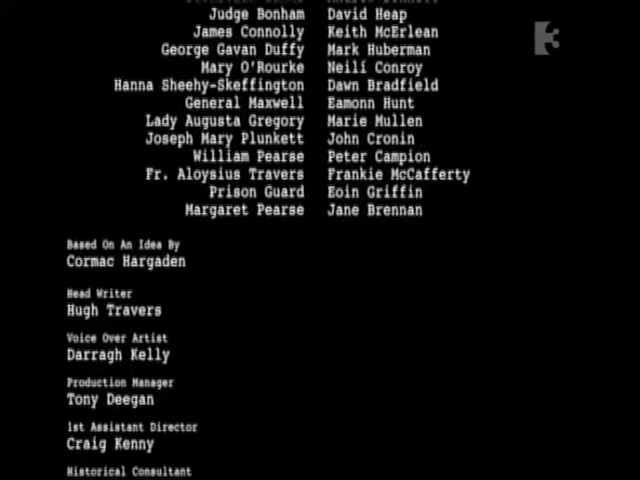 Judge Bonham David Heap
James Connolly Keith McErlean
George Gavan Duffy Mark Huberman
Mary O'Rourke Neilí Conroy
Hanna Sheehy-Skeffington Dawn Bradfield
General Maxwell Eamonn Hunt
Lady Augusta Gregory Marie Mullen
Joseph Mary Plunkett John Cronin
William Pearse Peter Campion
Fr. Aloysius Travers Frankie McCafferty
Prison Guard Eoin Griffin
Margaret Pearse Jane Brennan
Based On An Idea By
Cormac Hargaden
Head Writer
Hugh Travers
Voice Over Artist
Darragh Kelly
Production Manager
Tony Deegan
1st Assistant Director
Craig Kenny
Historical Consultant
3